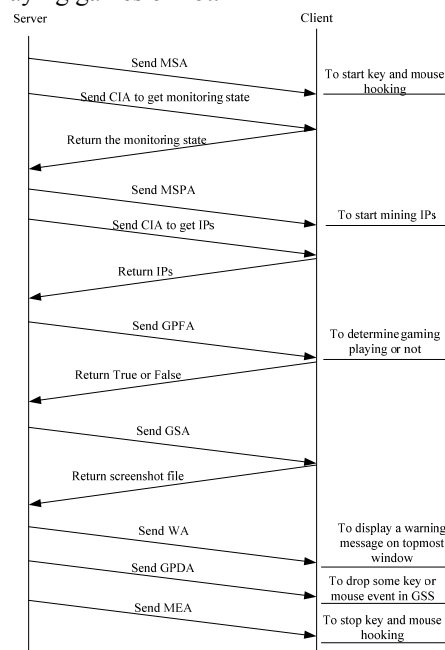 Server
Client
Send MSA
To start key and mouse
hooking
Send CIA to get monitoring state
Return the monitoring state
Send MSPA
To start mining IPs
Send CIA to get IPs
Return IPs
Send GPFA
To determine gaming
playing or not
Return True or False
Send GSA
Return screenshot file
Send WA
To display a warning
message on topmost
window
Send GPDA
To drop some key or
mouse event in GSS
Send MEA
To stop key and mouse
hooking